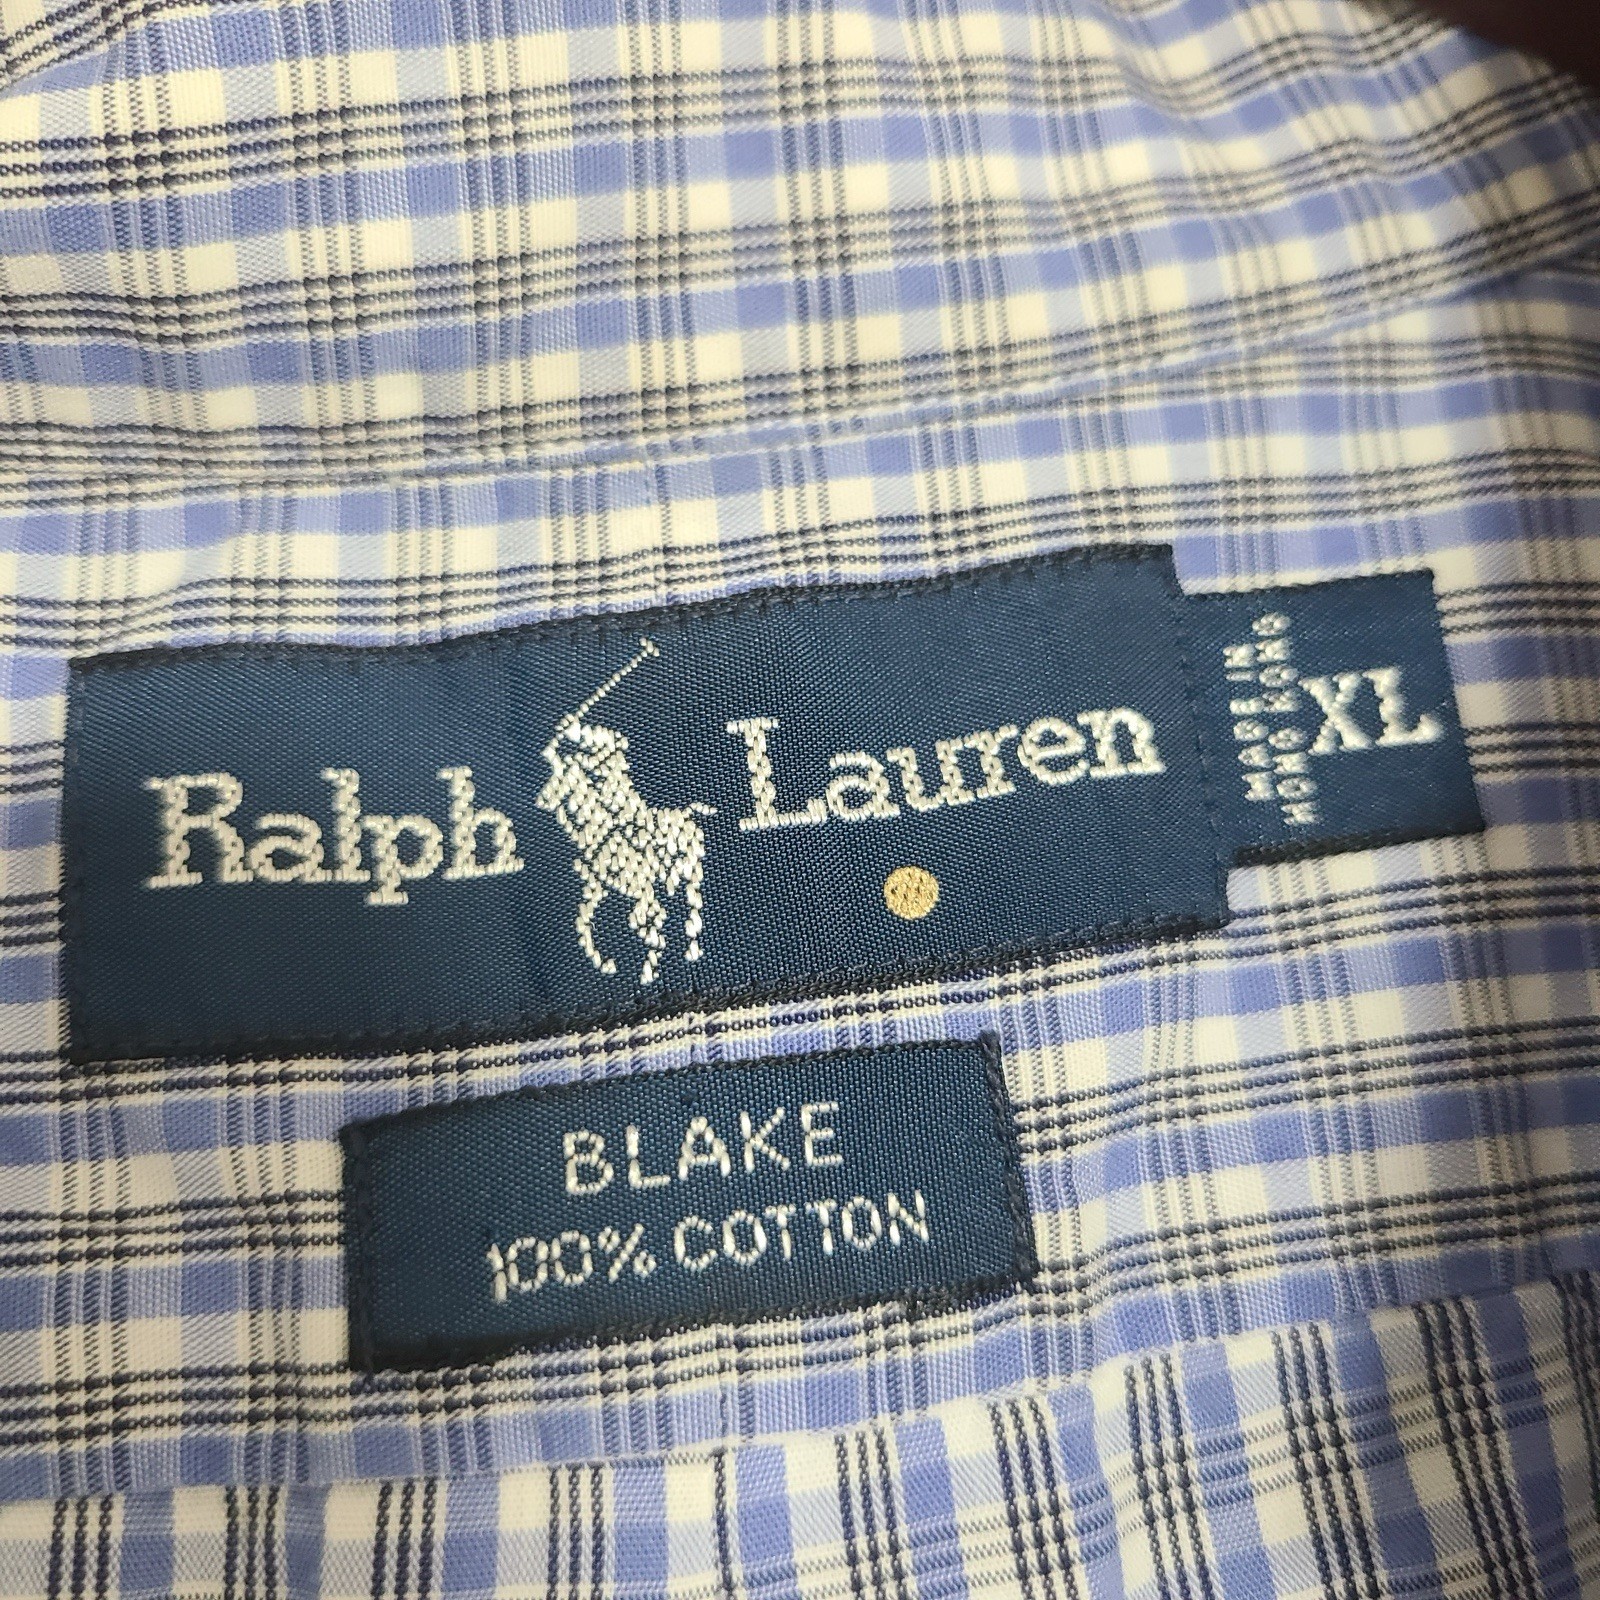 Ralph Lauren
MADE IN
HONG KONG
XL
BLAKE
100% COTTON